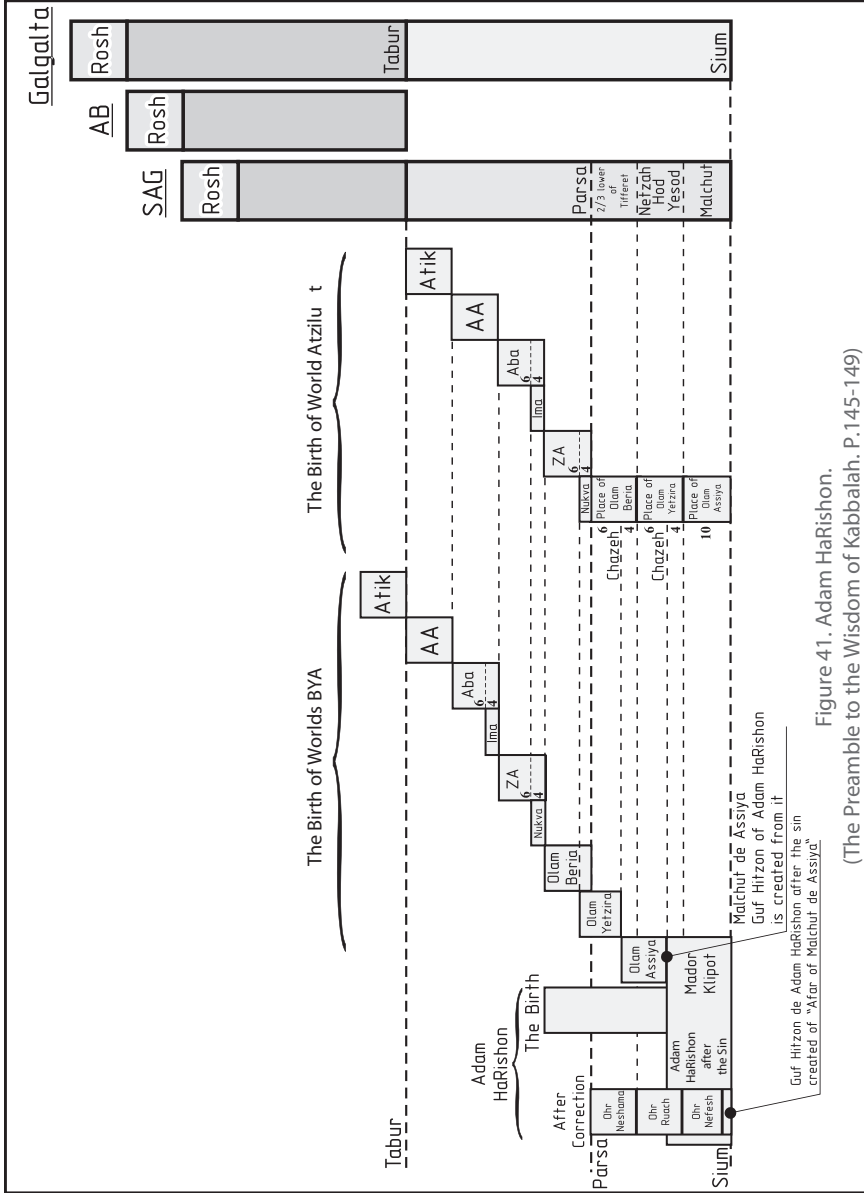 Galgalta
Rosh
Tabur
Sium
AB
Rosh
SAG
Rosh
Parsa
2/3 lower
of
Tifferet
Netzah
Hod
Yesod
Malchut
The Birth of World Atzilu t
Atik
AA
Aba
6
4
Ima
ZA
6
4
Nukva
Place of
Olam
Beria
6
4
Chazeh
Place of
Olam
Yetzira
6
4
Chazeh
Place of
Olam
Assiya
10
The Birth of Worlds BYA
Atik
AA
Aba
6
4
Ima
ZA
6
4
Nukva
Olam
Beria
Olam
Yetzira
Olam
Assiya
Mador
Klipot
Malchut de Assiya
Guf Hitzon of Adam HaRishon
is created from it
Adam
HaRishon
The Birth
Adam
HaRishon
after
the Sin
After
Correction
Ohr
Neshama
Ohr
Ruach
Ohr
Nefesh
Guf Hitzon de Adam HaRishon after the sin
created of "Afar of Malchut de Assiya"
Tabur
Parsa
Sium
Figure 41. Adam HaRishon.
(The Preamble to the Wisdom of Kabbalah. P.145-149)